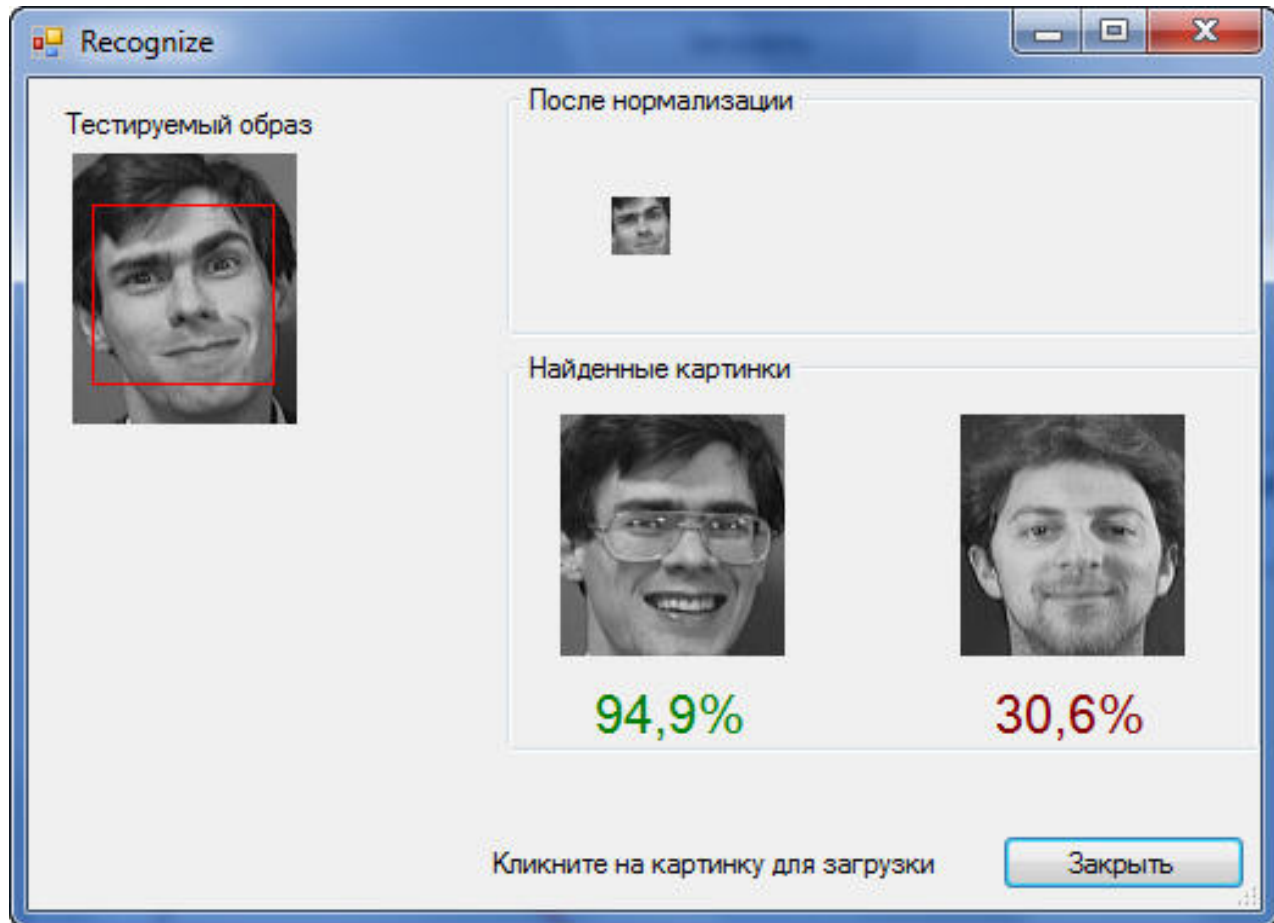 Recognize
Тестируемый образ
После нормализации
Найденные картинки
94,9%
30,6%
Кликните на картинку для загрузки
Закрыть